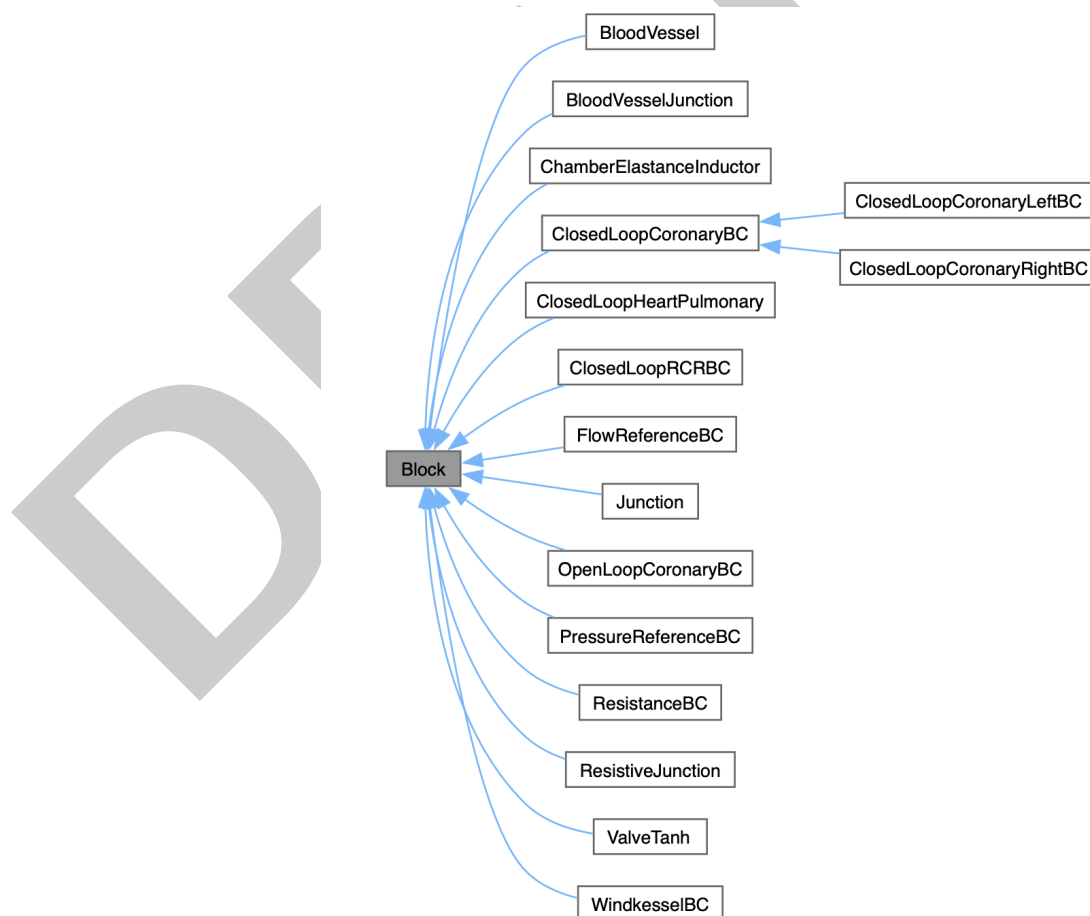 BloodVessel
BloodVesselJunction
ChamberElastanceInductor
ClosedLoopCoronaryBC
ClosedLoopCoronaryLeftBC
ClosedLoopCoronaryRightBC
ClosedLoopHeartPulmonary
ClosedLoopRCRBC
FlowReferenceBC
Block
Junction
OpenLoopCoronaryBC
PressureReferenceBC
ResistanceBC
ResistiveJunction
ValveTanh
WindkesselBC